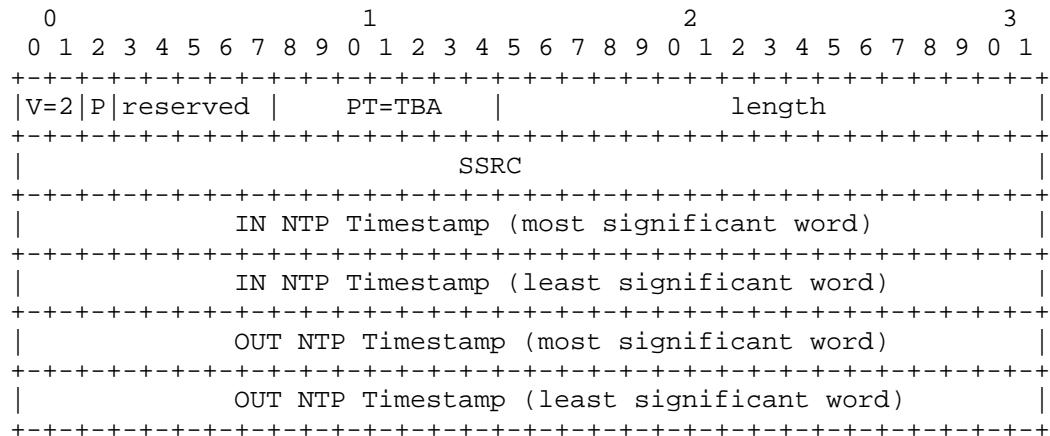 0                   1                   2                   3
 0 1 2 3 4 5 6 7 8 9 0 1 2 3 4 5 6 7 8 9 0 1 2 3 4 5 6 7 8 9 0 1
+-+-+-+-+-+-+-+-+-+-+-+-+-+-+-+-+-+-+-+-+-+-+-+-+-+-+-+-+-+-+-+-+
|V=2|P|reserved |    PT=TBA    |              length             |
+-+-+-+-+-+-+-+-+-+-+-+-+-+-+-+-+-+-+-+-+-+-+-+-+-+-+-+-+-+-+-+-+
|                           SSRC                                |
+-+-+-+-+-+-+-+-+-+-+-+-+-+-+-+-+-+-+-+-+-+-+-+-+-+-+-+-+-+-+-+-+
|             IN NTP Timestamp (most significant word)          |
+-+-+-+-+-+-+-+-+-+-+-+-+-+-+-+-+-+-+-+-+-+-+-+-+-+-+-+-+-+-+-+-+
|             IN NTP Timestamp (least significant word)         |
+-+-+-+-+-+-+-+-+-+-+-+-+-+-+-+-+-+-+-+-+-+-+-+-+-+-+-+-+-+-+-+-+
|             OUT NTP Timestamp (most significant word)         |
+-+-+-+-+-+-+-+-+-+-+-+-+-+-+-+-+-+-+-+-+-+-+-+-+-+-+-+-+-+-+-+-+
|             OUT NTP Timestamp (least significant word)        |
+-+-+-+-+-+-+-+-+-+-+-+-+-+-+-+-+-+-+-+-+-+-+-+-+-+-+-+-+-+-+-+-+